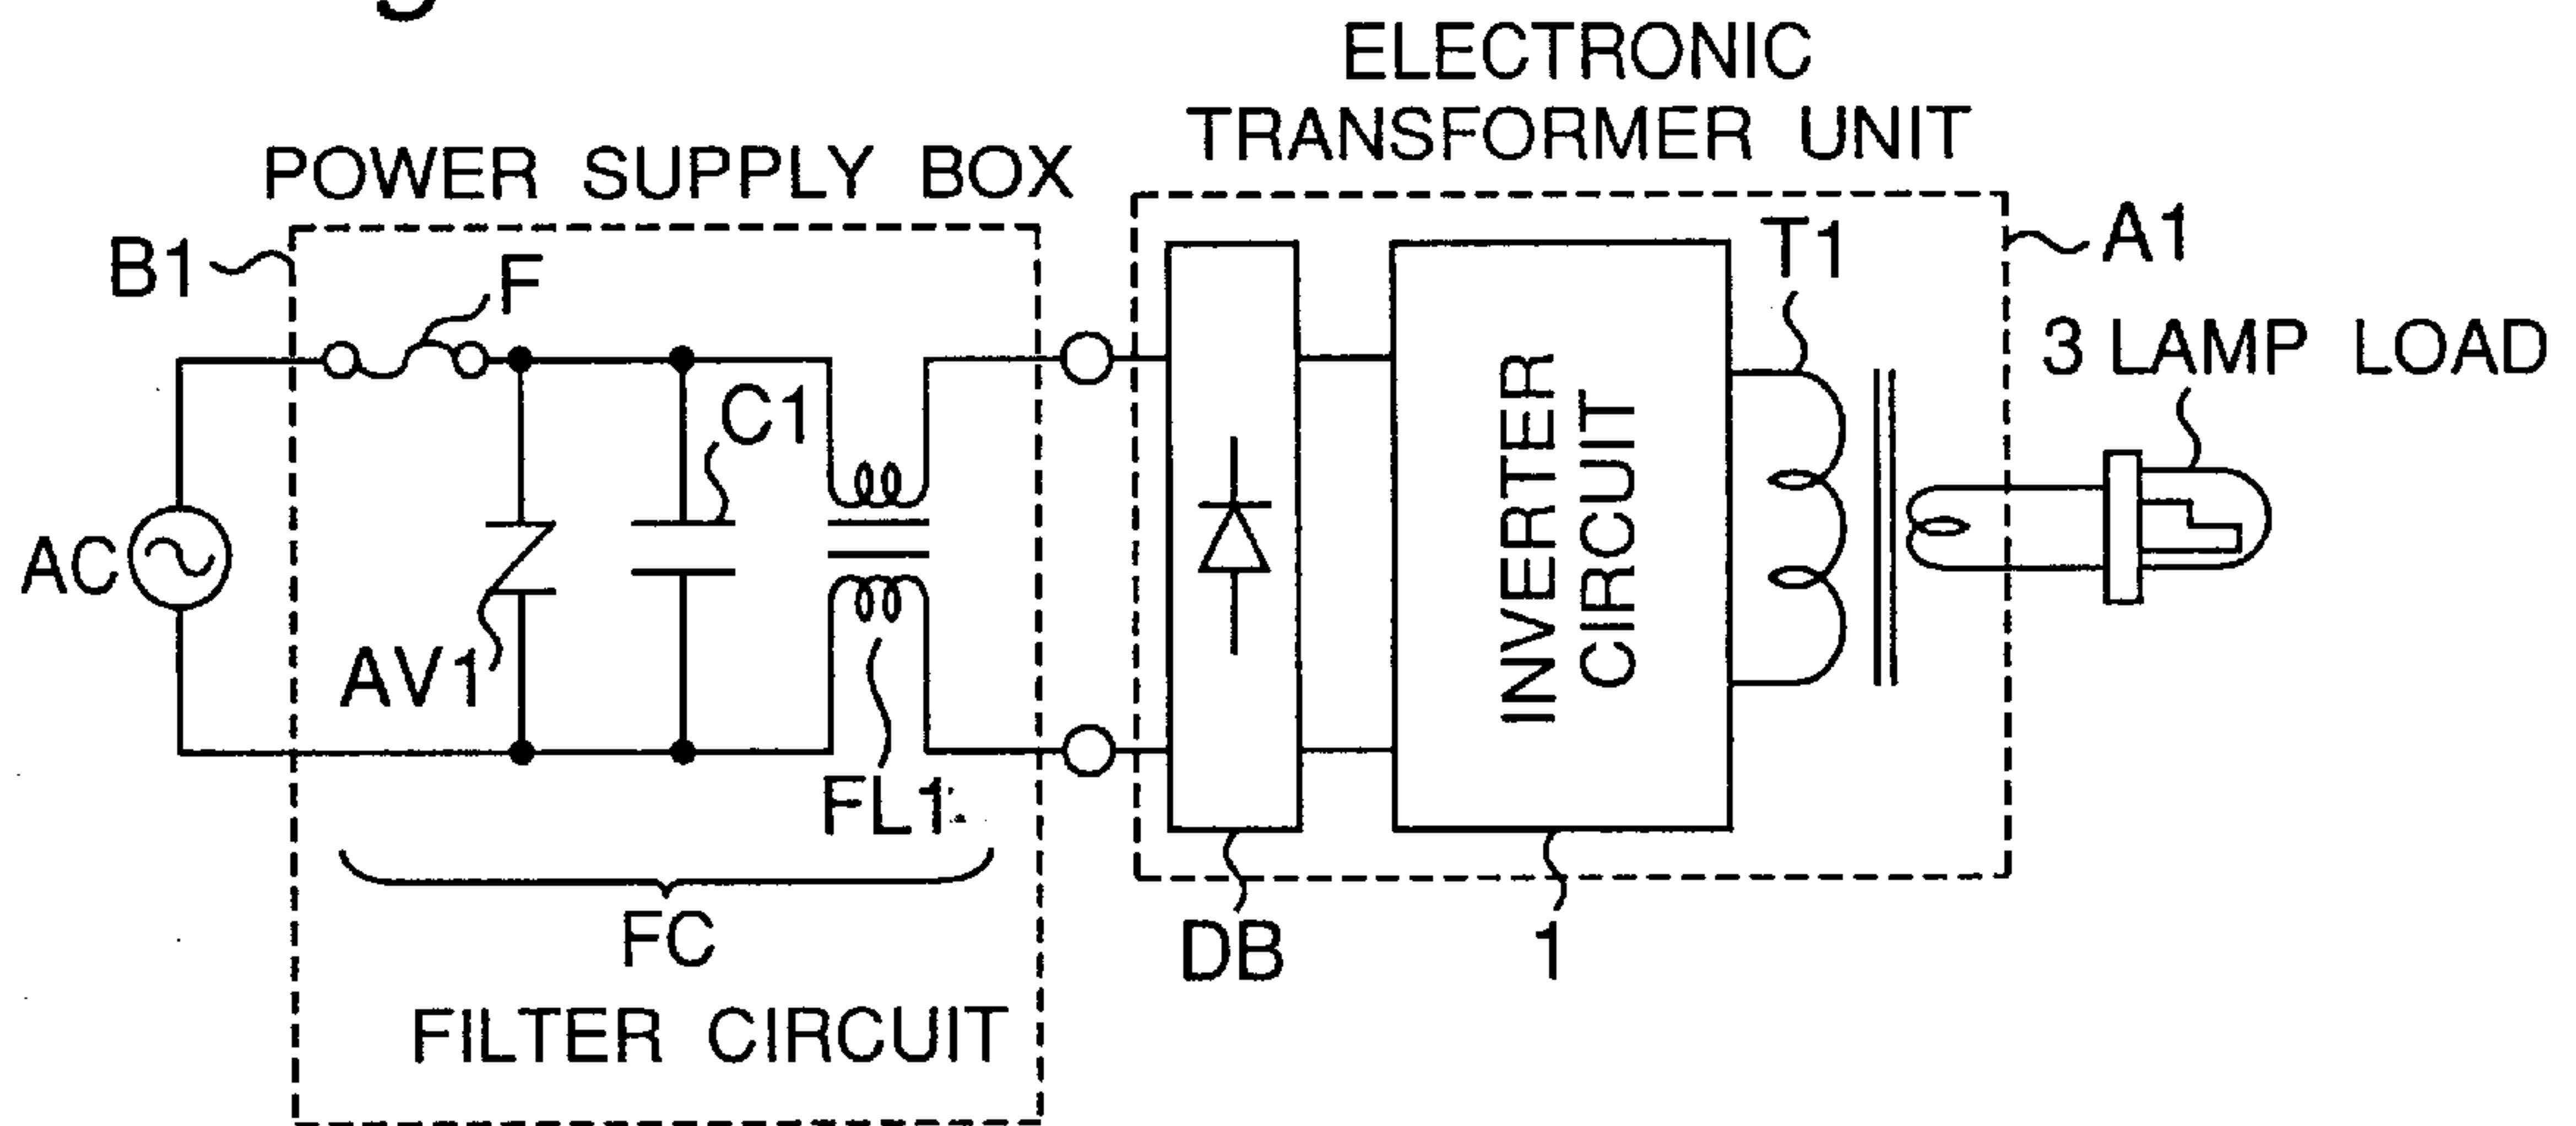 ELECTRONIC
TRANSFORMER UNIT
POWER SUPPLY BOX
B1
F
T1
A1
3 LAMP LOAD
C1
AC
INVERTER
CIRCUIT
AV1
FL1
FC
DB
1
FILTER CIRCUIT